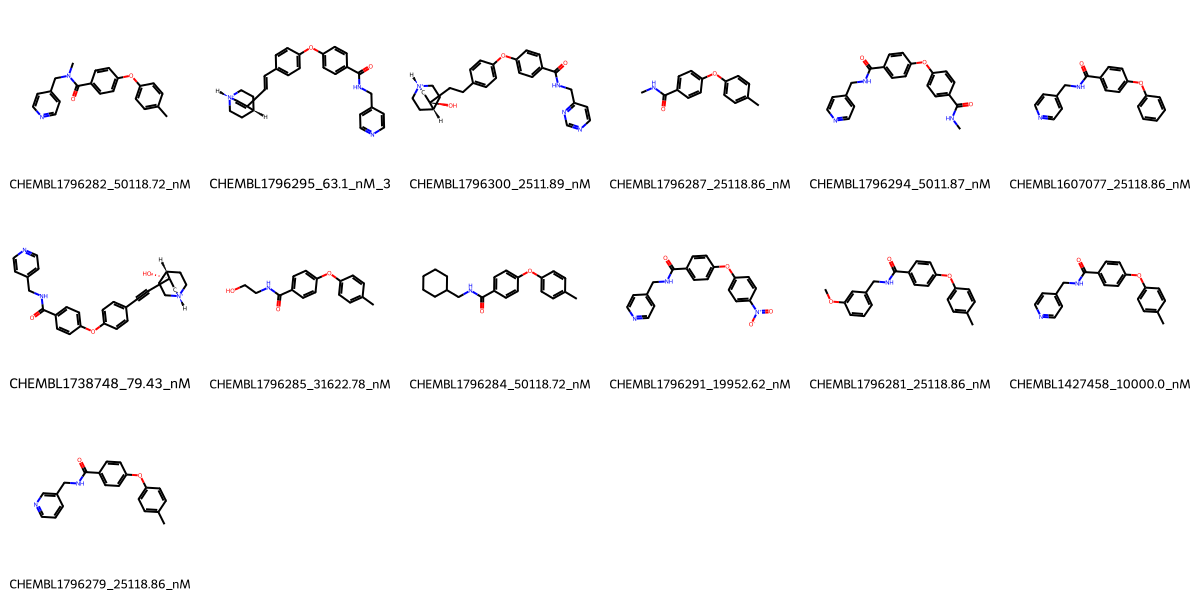 CHEMBL1796282_50118.72_nM
CHEMBL1796295_63.1_nM_3
CHEMBL1796300_2511.89_nM
CHEMBL1796287_25118.86_nM
CHEMBL1796294_5011.87_nM
CHEMBL1607077_25118.86_nM
CHEMBL1738748_79.43_nM
CHEMBL1796285_31622.78_nM
CHEMBL1796284_50118.72_nM
CHEMBL1796291_19952.62_nM
CHEMBL1796281_25118.86_nM
CHEMBL1427458_10000.0_nM
CHEMBL1796279_25118.86_nM